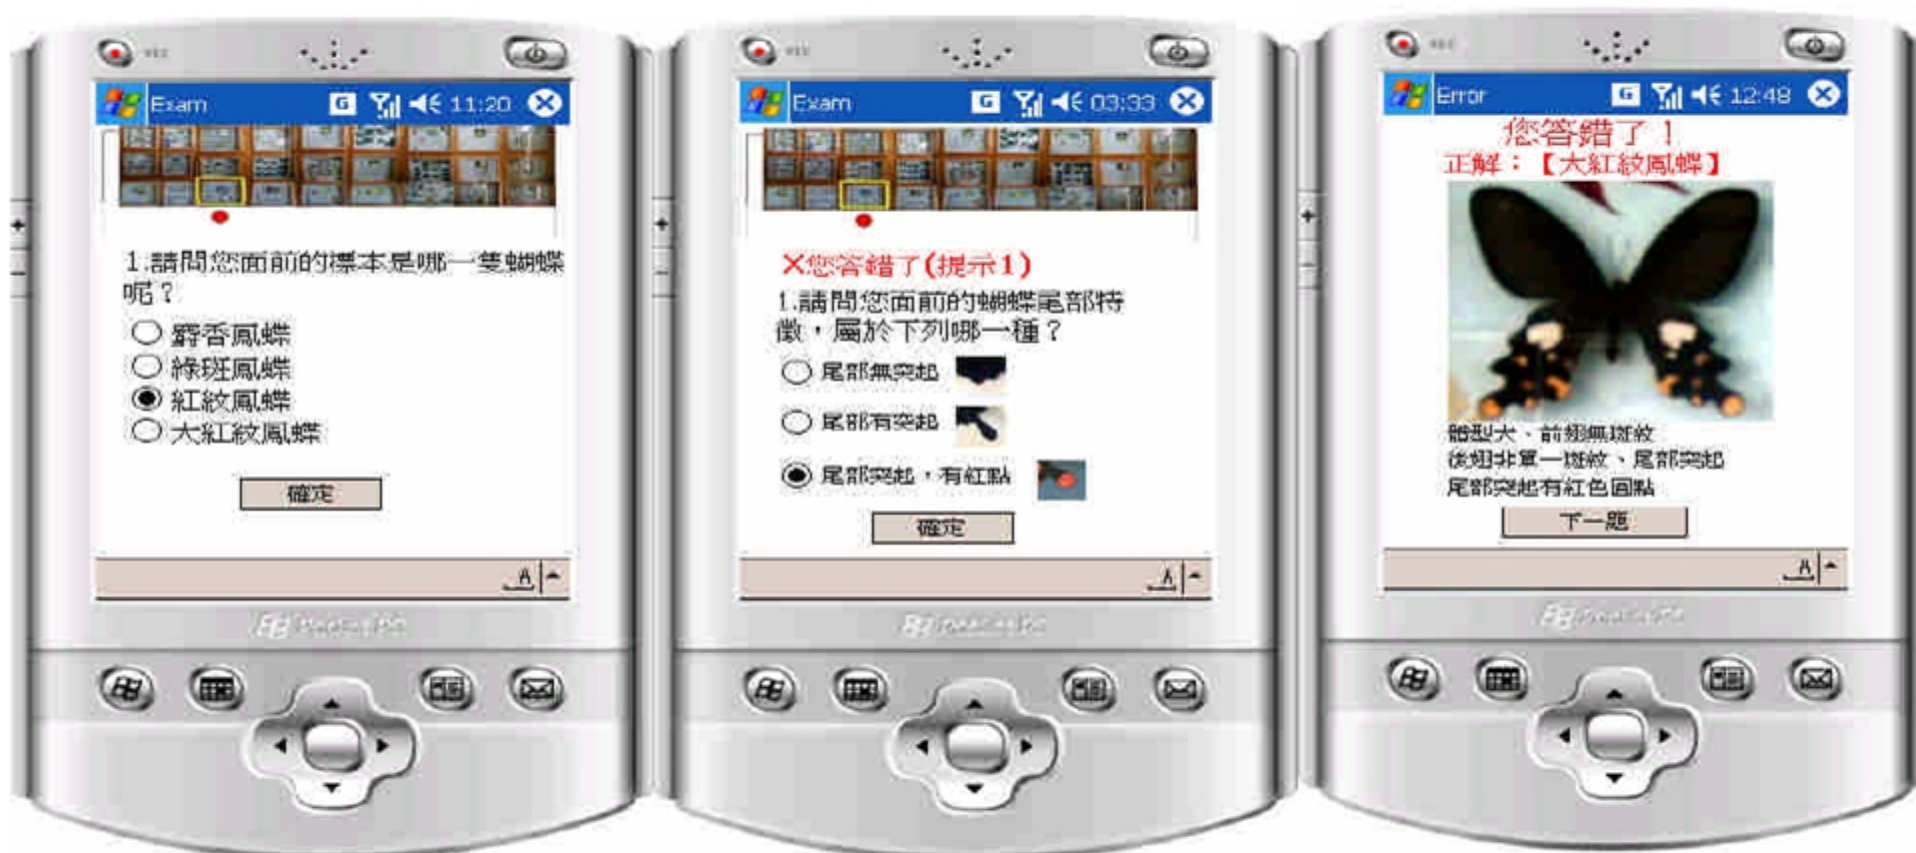 Exam
G
11:20
1.請問您面前的標本是哪一隻蝴蝶
呢？
麝香鳳蝶
綠斑鳳蝶
紅紋鳳蝶
大紅紋鳳蝶
確定
A
Exam
G
03:33
X您答錯了(提示1)
1.請問您面前的蝴蝶尾部特
徵，屬於下列哪一種？
尾部無突起
尾部有突起
尾部突起，有紅點
確定
A
Error
G
12:48
您答錯了！
正解：【大紅紋鳳蝶】
體型大、前翅無斑紋
後翅非單一斑紋、尾部突起
尾部突起有紅色圓點
下一題
A